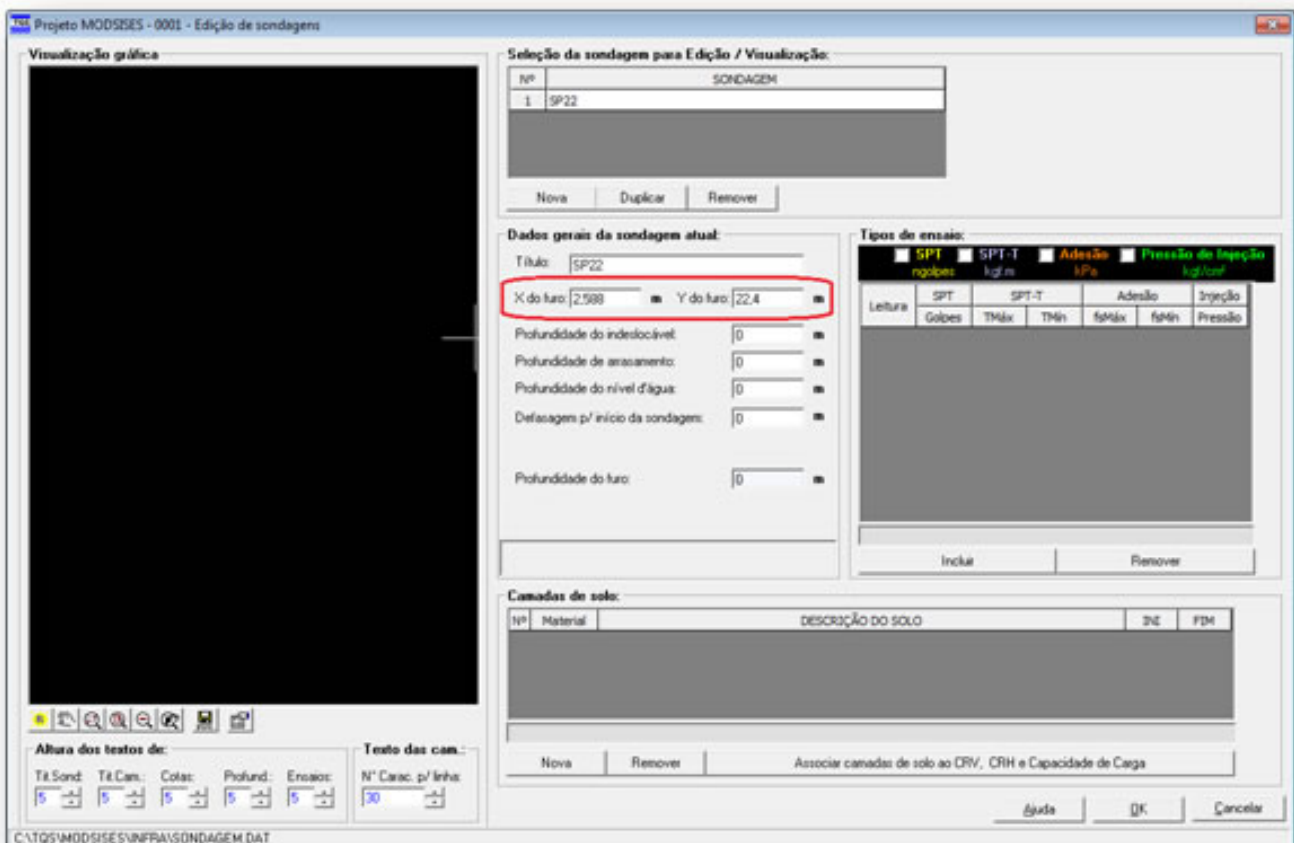 TQS Projeto MODSISES - 0001 - Edição de sondagens
Visualização gráfica
Seleção da sondagem para Edição / Visualização:
Nº SONDAGEM
1 SP22
Nova Duplicar Remover
Dados gerais da sondagem atual:
Título: SP22
X do furo: 2,588 m Y do furo: 22,4 m
Profundidade do indeslocável: 0 m
Profundidade de arrasamento: 0 m
Profundidade do nível d'água: 0 m
Defasagem p/ início da sondagem: 0 m
Profundidade do furo: 0 m
Tipos de ensaio:
SPT SPT-T Adesão Pressão de Injeção
ngolpes kgf.m kPa kgf/cm²
Leitura SPT SPT-T Adesão Injeção
Golpes TMáx TMín fsMáx fsMín Pressão
Incluir Remover
Camadas de solo:
Nº Material DESCRIÇÃO DO SOLO INI FIM
Nova Remover Associar camadas de solo ao CRV, CRH e Capacidade de Carga
Altura dos textos de:
Tít.Sond: Tít.Cam.: Cotas: Profund.: Ensaios:
5 5 5 5 5
Texto das cam.:
N° Carac. p/ linha:
30
Ajuda OK Cancelar
C:\TQS\MODSISES\INFRA\SONDAGEM.DAT